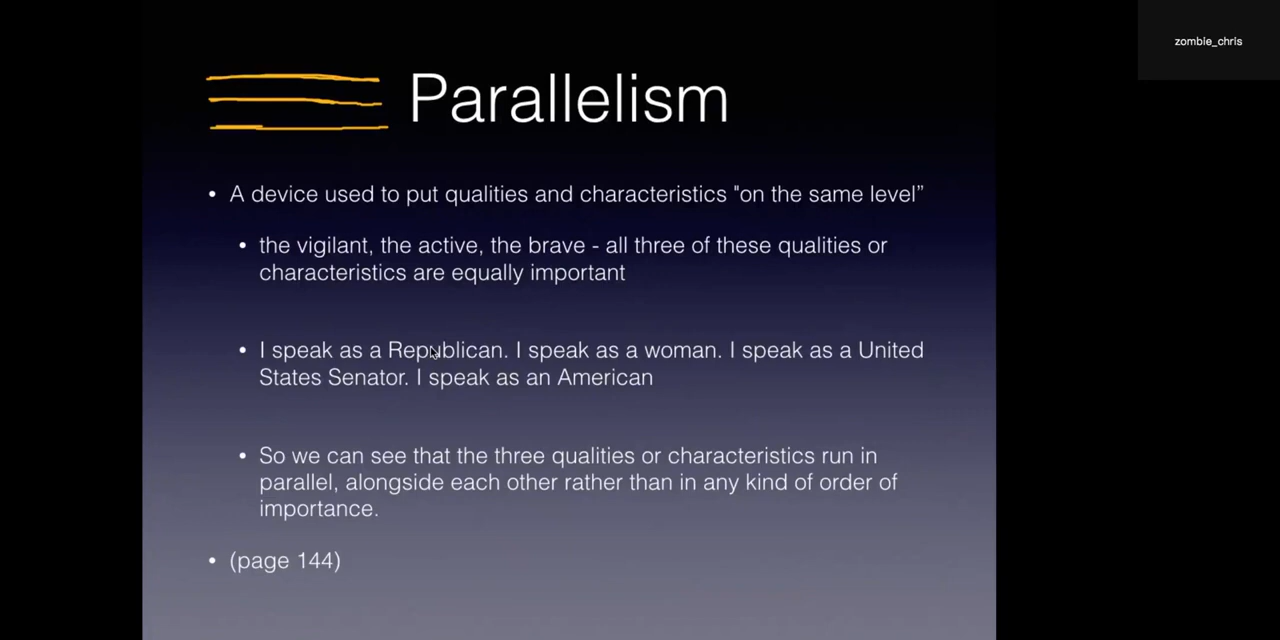 zombie_chris
Parallelism
• A device used to put qualities and characteristics "on the same level”
• the vigilant, the active, the brave - all three of these qualities or
characteristics are equally important
• I speak as a Republican. I speak as a woman. I speak as a United
States Senator. I speak as an American
• So we can see that the three qualities or characteristics run in
parallel, alongside each other rather than in any kind of order of
importance.
• (page 144)